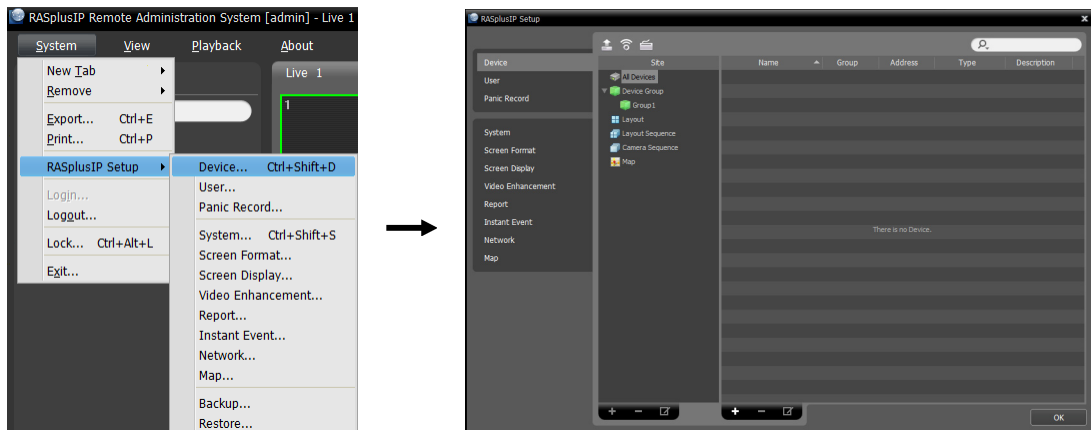 RASplusIP Remote Administration System [admin] - Live 1
System View Playback About
New Tab
Remove
Export... Ctrl+E
Print... Ctrl+P
RASplusIP Setup
Login...
Logout...
Lock... Ctrl+Alt+L
Exit...
Live 1
1
Device... Ctrl+Shift+D
User...
Panic Record...
System... Ctrl+Shift+S
Screen Format...
Screen Display...
Video Enhancement...
Report...
Instant Event...
Network...
Map...
Backup...
Restore...
RASplusIP Setup
Device
User
Panic Record
System
Screen Format
Screen Display
Video Enhancement
Report
Instant Event
Network
Map
Site
All Devices
Device Group
Group1
Layout
Layout Sequence
Camera Sequence
Map
Name Group Address Type Description
There is no Device.
OK